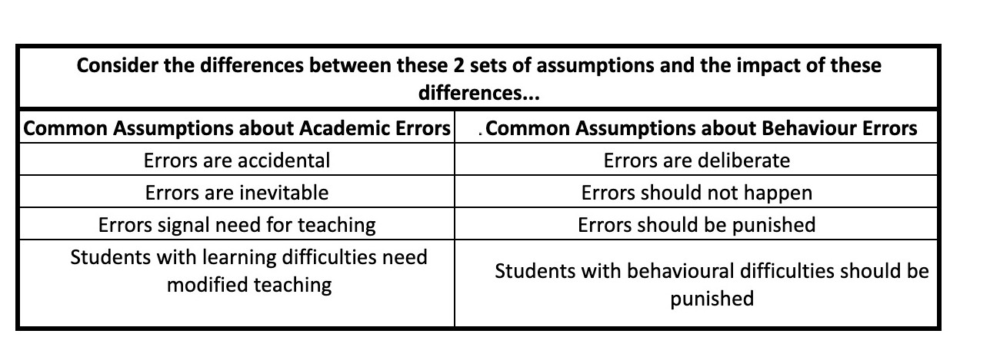 Consider the differences between these 2 sets of assumptions and the impact of these
differences...
Common Assumptions about Academic Errors
. Common Assumptions about Behaviour Errors
Errors are accidental
Errors are deliberate
Errors are inevitable
Errors should not happen
Errors signal need for teaching
Errors should be punished
Students with learning difficulties need
modified teaching
Students with behavioural difficulties should be
punished